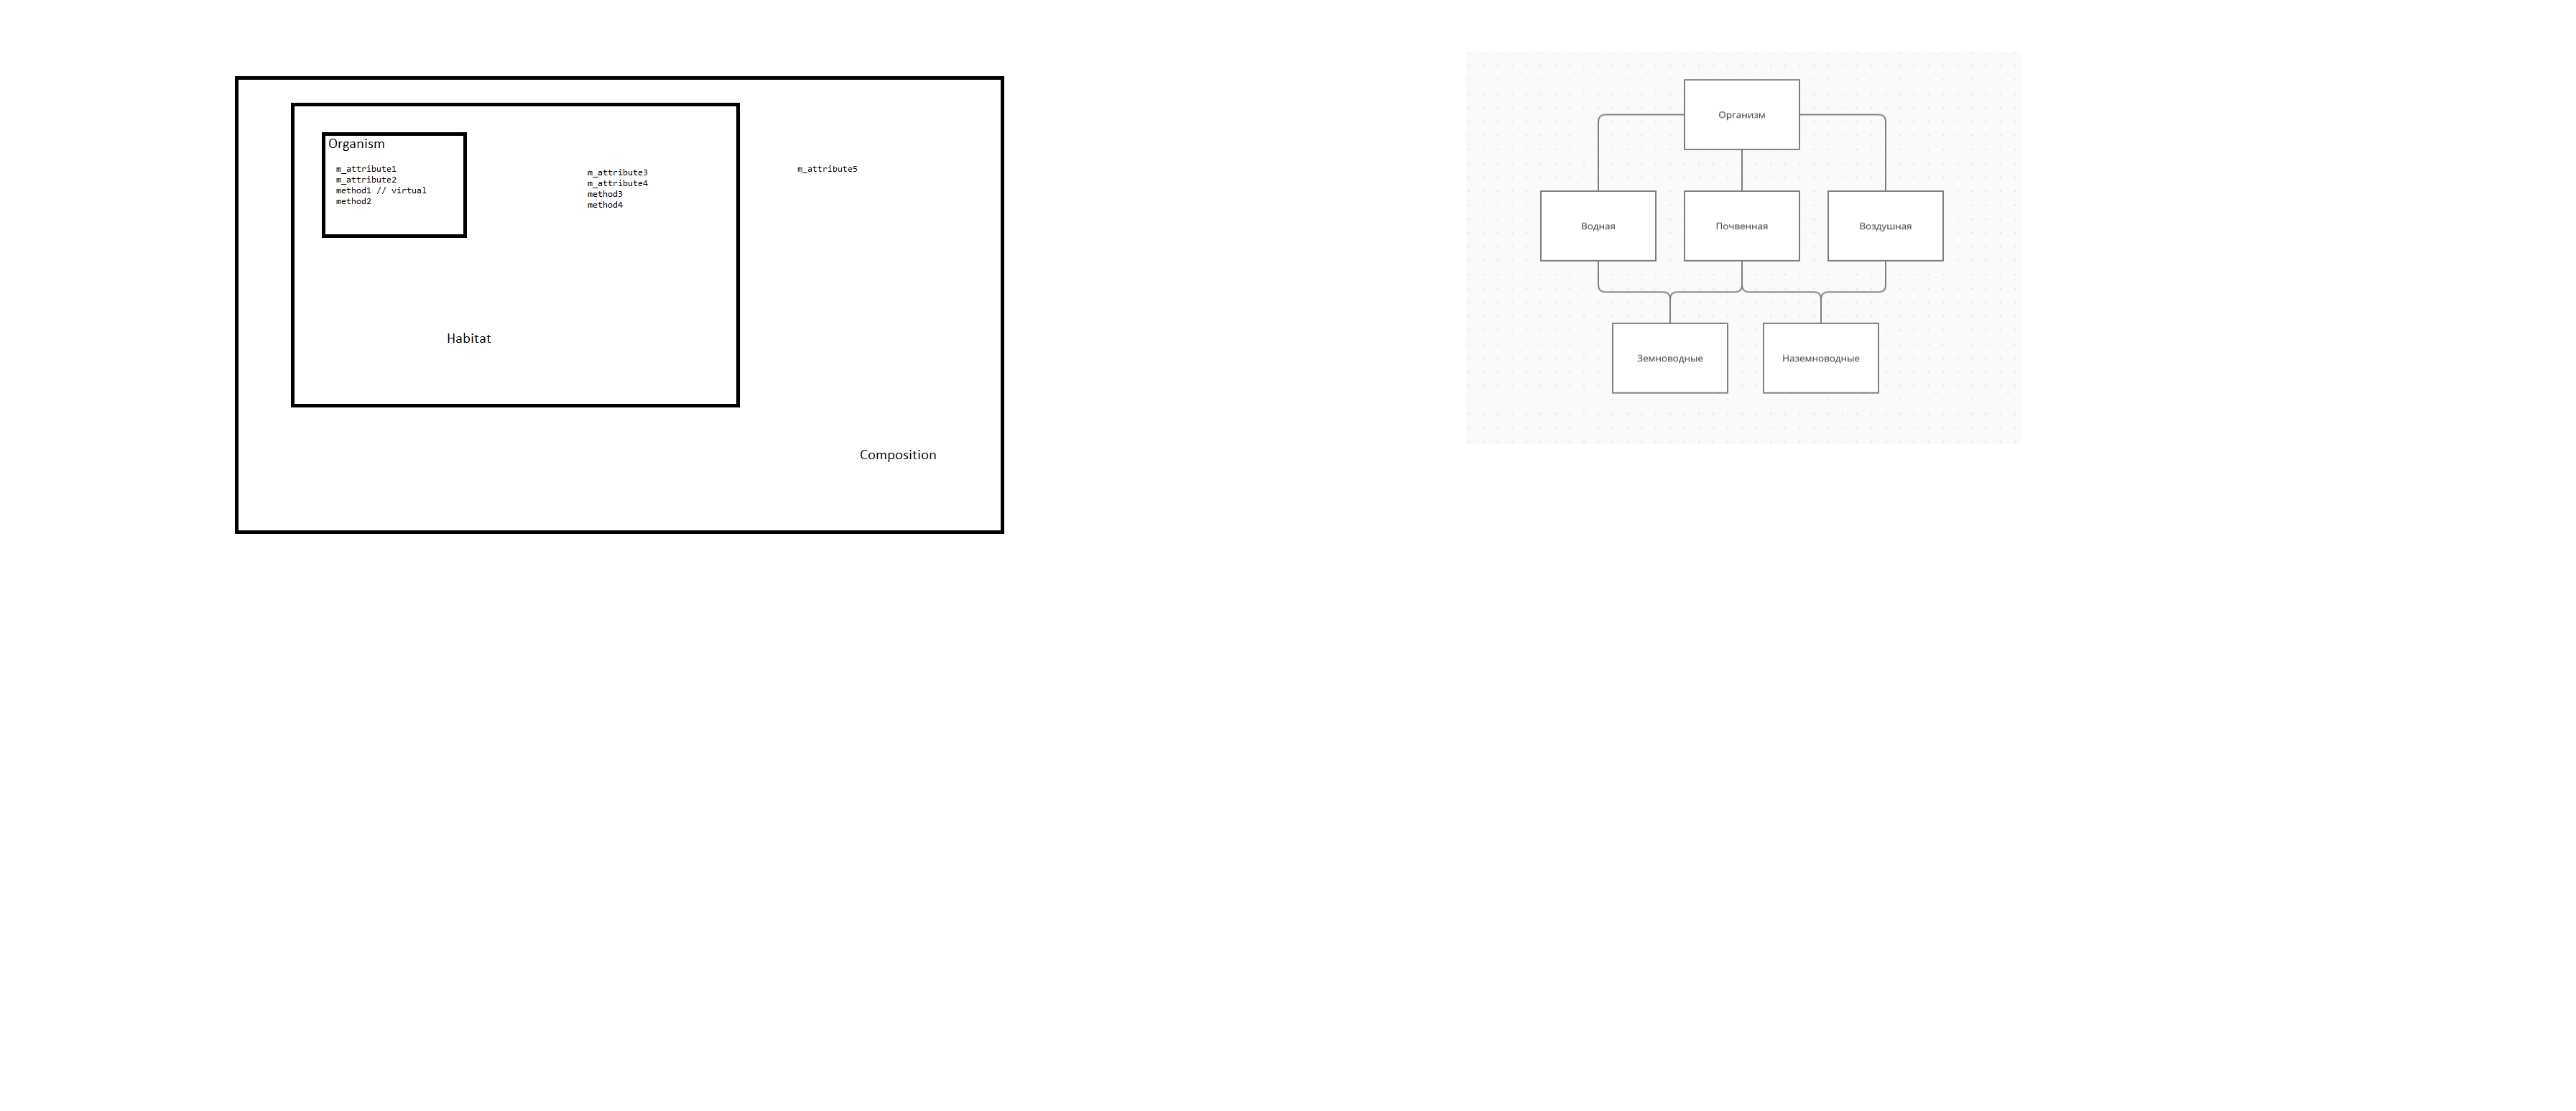 Organism
m_attribute1
m_attribute2
method1 // virtual
method2
m_attribute3
m_attribute4
method3
method4
m_attribute5
Habitat
Composition
Организм
Водная
Почвенная
Воздушная
Земноводные
Наземноводные